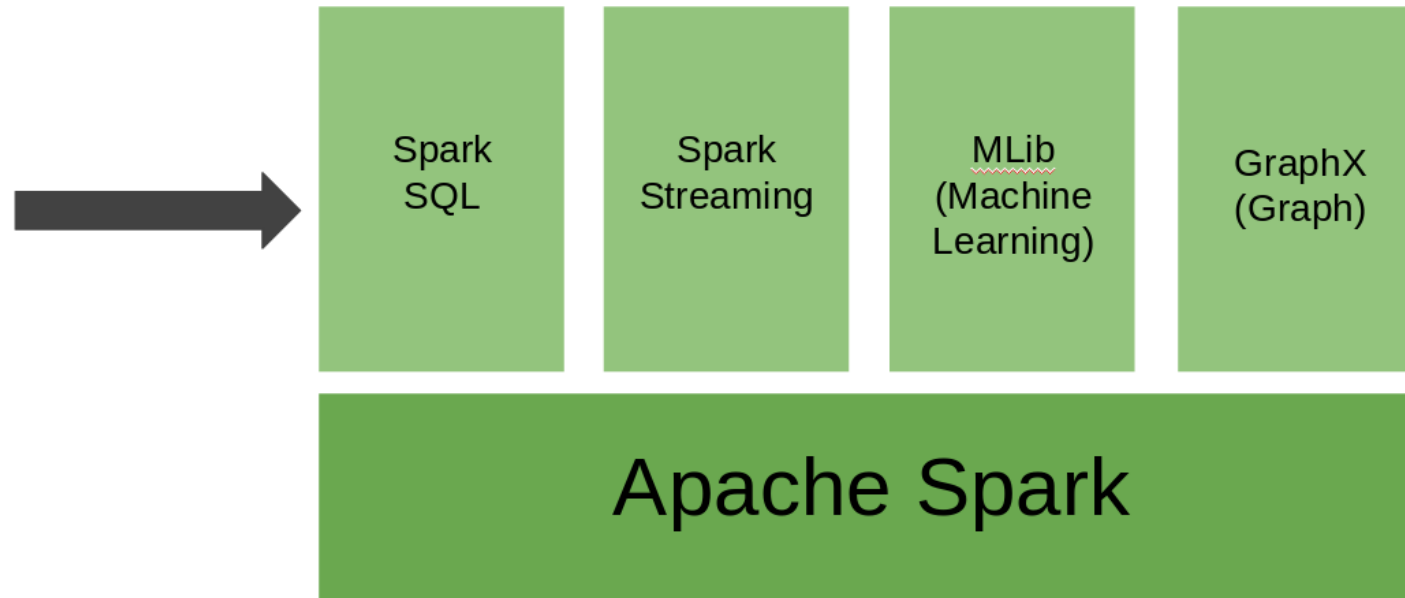 Spark
SQL
Spark
Streaming
MLib
(Machine
Learning)
GraphX
(Graph)
Apache Spark